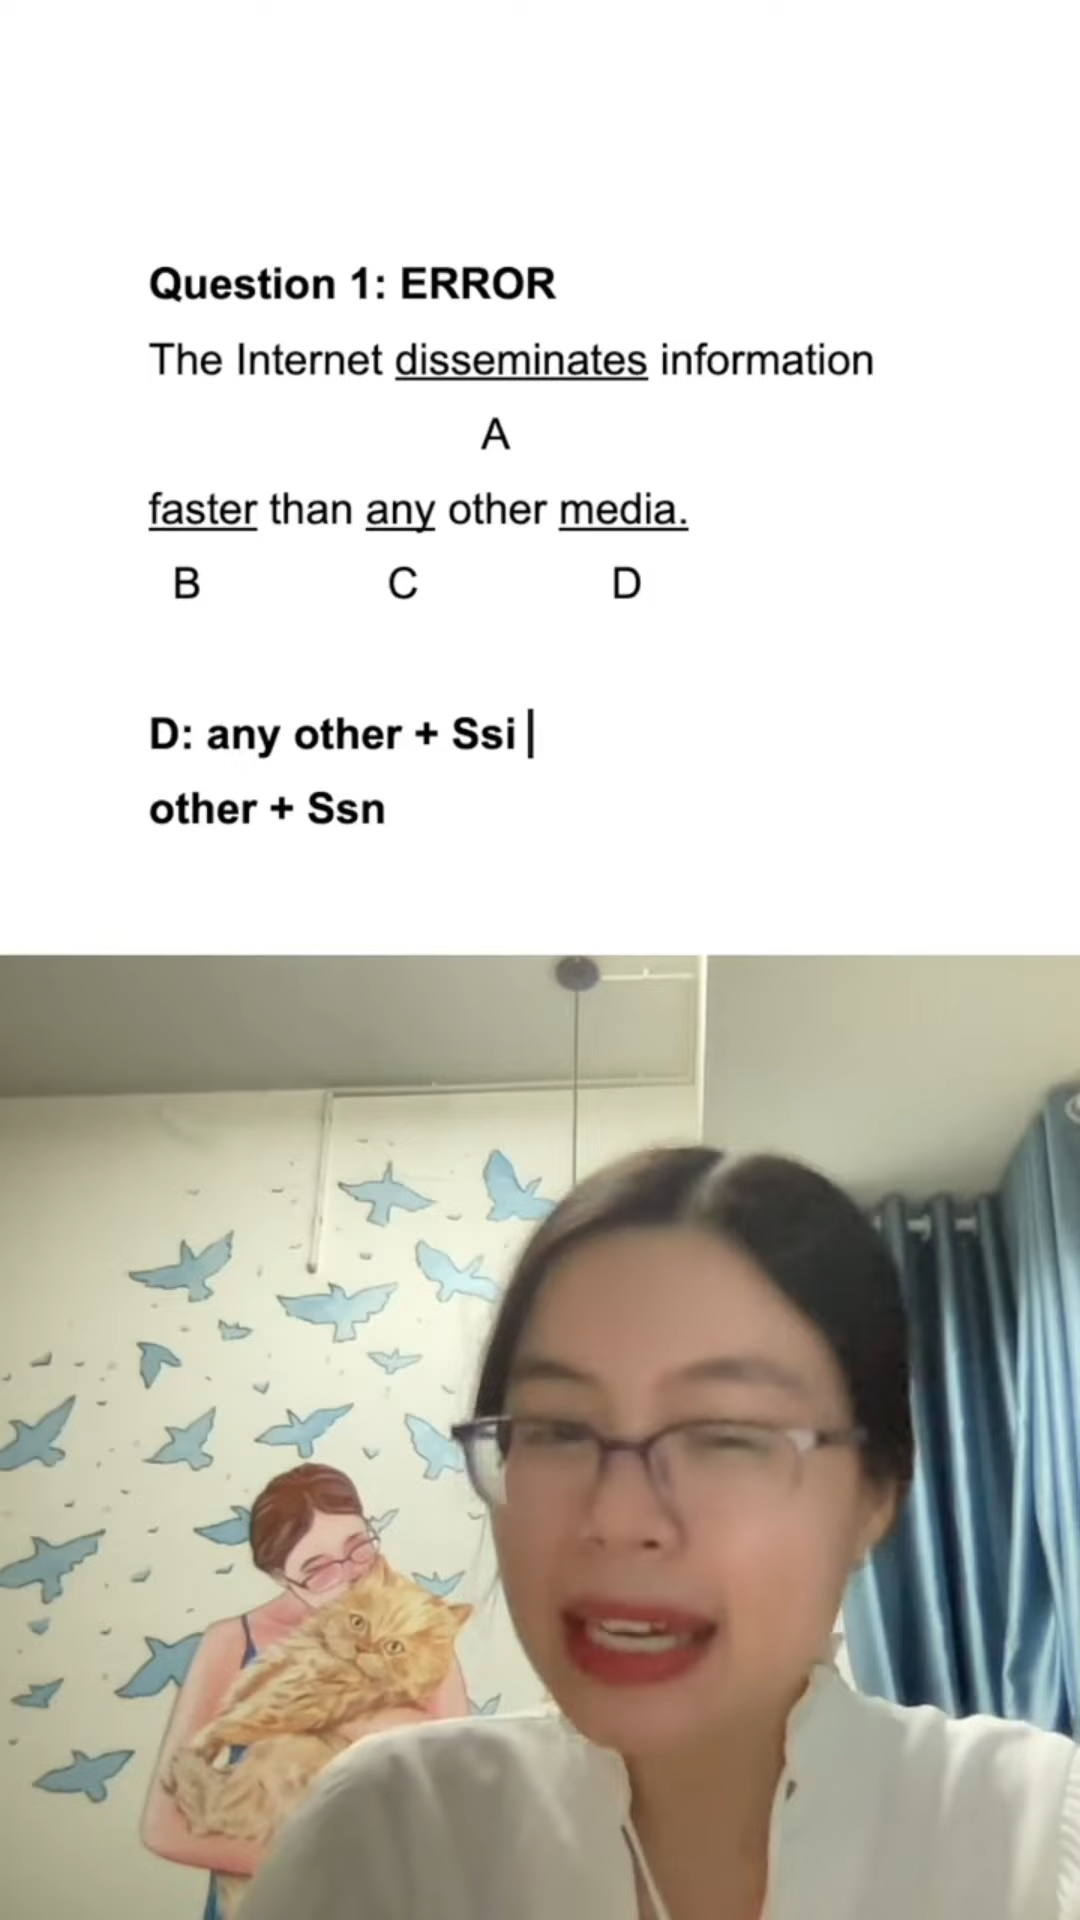 Question 1: ERROR
The Internet disseminates information
A
faster than any other media.
B C D
D: any other + Ssi
other + Ssn